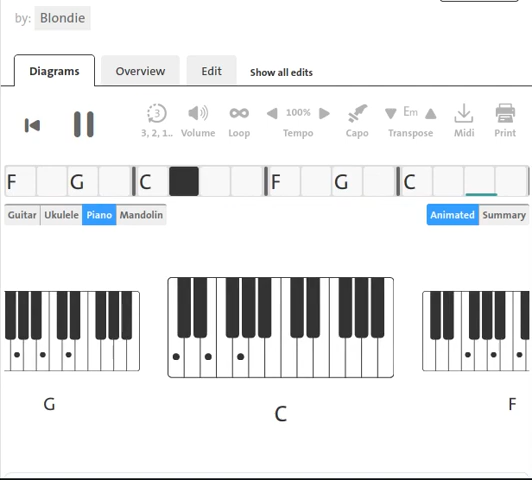 by: Blondie
Diagrams Overview Edit Show all edits
3
100% Em
3, 2, 1.. Volume Loop Tempo Capo Transpose Midi Print
F G C F G C
Guitar Ukulele Piano Mandolin Animated Summary
G C F